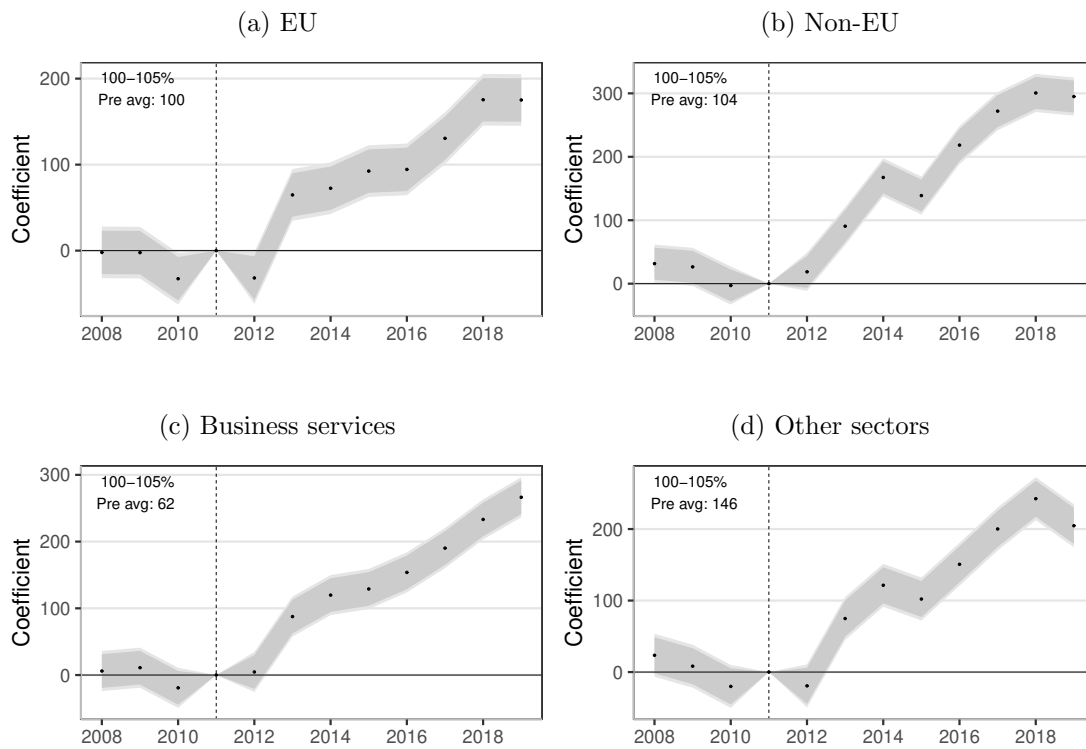 (a) EU
100−105%
Pre avg: 100
Coefficient
200
100
0
2008 2010 2012 2014 2016 2018
(b) Non-EU
100−105%
Pre avg: 104
Coefficient
300
200
100
0
2008 2010 2012 2014 2016 2018
(c) Business services
100−105%
Pre avg: 62
Coefficient
300
200
100
0
2008 2010 2012 2014 2016 2018
(d) Other sectors
100−105%
Pre avg: 146
Coefficient
200
100
0
2008 2010 2012 2014 2016 2018